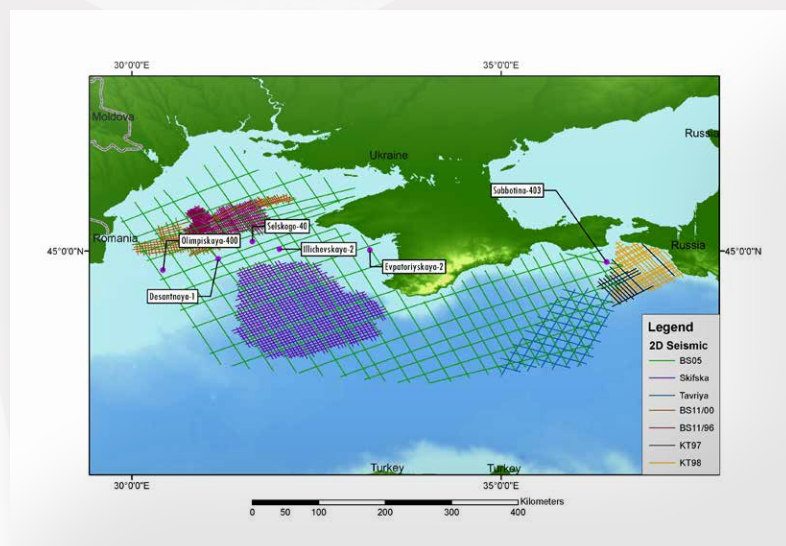 30°0'0"E
35°0'0"E
Moldova
Russia
Ukraine
Subbotina-403
Selskogo-40
Romania
Olimpiskaya-400
Illichevskaya-2
Russia
45°0'0"N
45°0'0"N
Evpatoriyskaya-2
Desantnaya-1
Legend
2D Seismic
BS05
Skifska
Tavriya
BS11/00
BS11/96
KT97
KT98
Turkey
Turkey
30°0'0"E
35°0'0"E
Kilometers
0 50 100 200 300 400